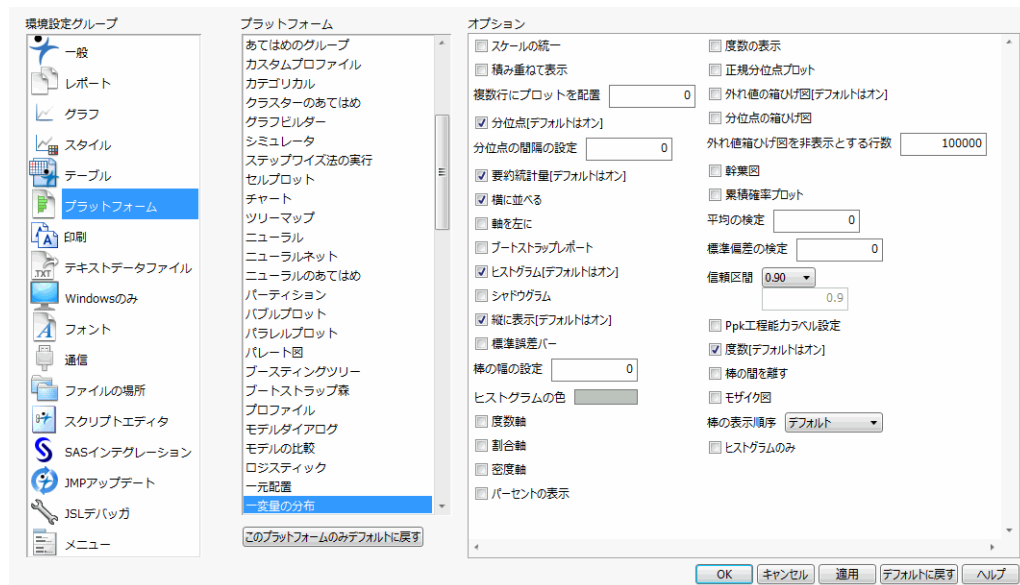 環境設定グループ
一般
レポート
グラフ
スタイル
テーブル
プラットフォーム
印刷
テキストデータファイル
Windowsのみ
フォント
通信
ファイルの場所
スクリプトエディタ
SASインテグレーション
JMPアップデート
JSLデバッガ
メニュー
プラットフォーム
あてはめのグループ
カスタムプロファイル
カテゴリカル
クラスターのあてはめ
グラフビルダー
シミュレータ
ステップワイズ法の実行
セルプロット
チャート
ツリーマップ
ニューラル
ニューラルネット
ニューラルのあてはめ
パーティション
バブルプロット
パラレルプロット
パレート図
ブースティングツリー
ブートストラップ森
プロファイル
モデルダイアログ
モデルの比較
ロジスティック
一元配置
一変量の分布
このプラットフォームのみデフォルトに戻す
オプション
スケールの統一
積み重ねて表示
複数行にプロットを配置 0
分位点[デフォルトはオン]
分位点の間隔の設定 0
要約統計量[デフォルトはオン]
横に並べる
軸を左に
ブートストラップレポート
ヒストグラム[デフォルトはオン]
シャドウグラム
縦に表示[デフォルトはオン]
標準誤差バー
棒の幅の設定 0
ヒストグラムの色
度数軸
割合軸
密度軸
パーセントの表示
度数の表示
正規分位点プロット
外れ値の箱ひげ図[デフォルトはオン]
分位点の箱ひげ図
外れ値箱ひげ図を非表示とする行数 100000
幹葉図
累積確率プロット
平均の検定 0
標準偏差の検定 0
信頼区間 0.90
0.9
Ppk工程能力ラベル設定
度数[デフォルトはオン]
棒の間を離す
モザイク図
棒の表示順序 デフォルト
ヒストグラムのみ
OK キャンセル 適用 デフォルトに戻す ヘルプ